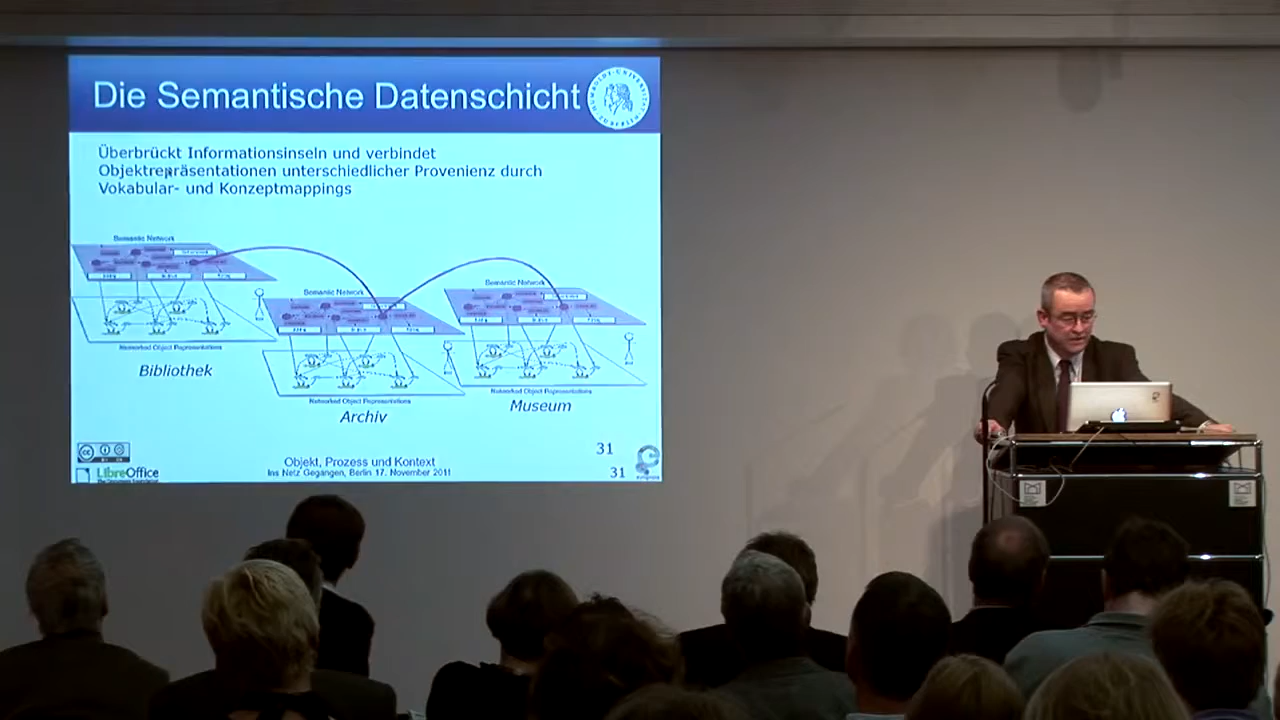 Die Semantische Datenschicht
Überbrückt Informationsinseln und verbindet
Objektrepräsentationen unterschiedlicher Provenienz durch
Vokabular- und Konzeptmappings
Semantic Network
Networked Object Representations
Bibliothek
Semantic Network
Networked Object Representations
Archiv
Semantic Network
Networked Object Representations
Museum
31
Objekt, Prozess und Kontext
Ins Netz Gegangen, Berlin 17. November 2011
31
cc
LibreOffice